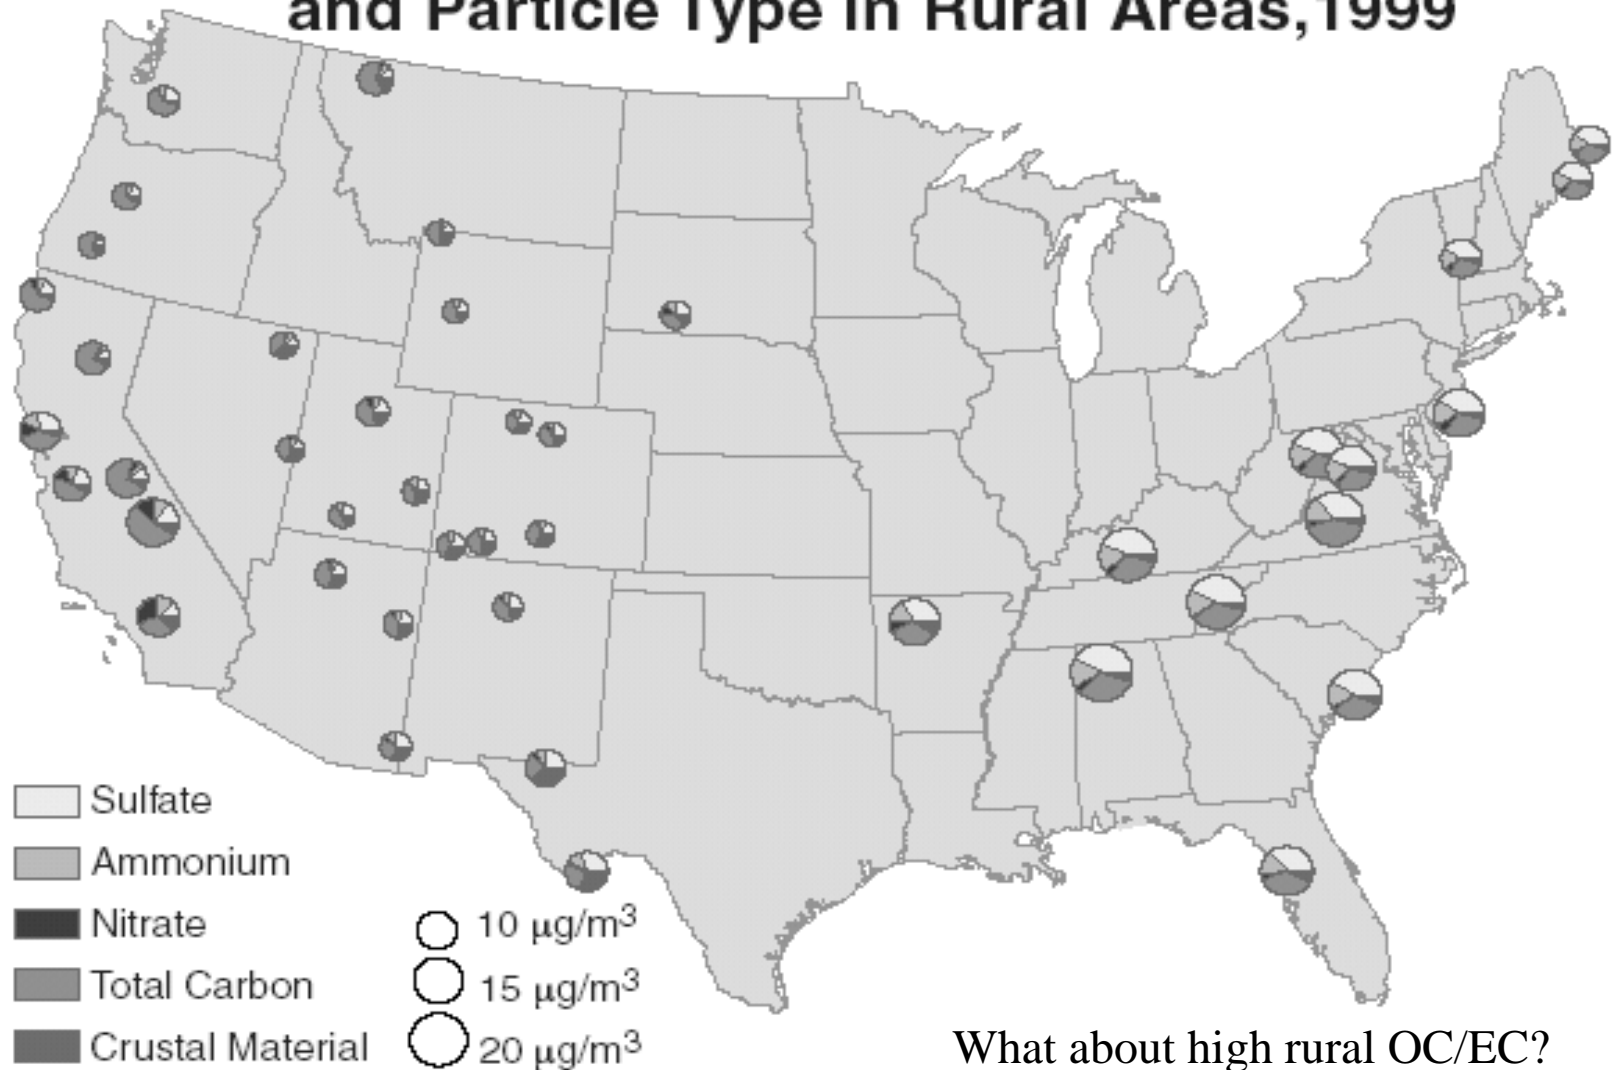 and Particle Type in Rural Areas,1999
Sulfate
Ammonium
Nitrate
Total Carbon
Crustal Material
10 µg/m³
15 µg/m³
20 µg/m³
What about high rural OC/EC?